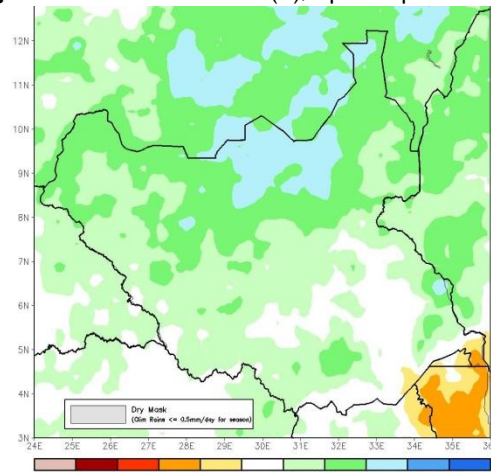 12N
11N
10N
9N
8N
7N
6N
5N
4N
3N
Dry Mask
(Clim Rains <= 0.5mm/day for season)
24E 25E 26E 27E 28E 29E 30E 31E 32E 33E 34E 35E